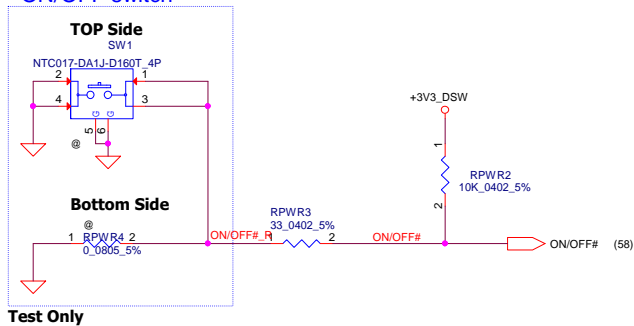 ON/OFF switch
TOP Side
SW1
NTC017-DA1J-D160T_4P
2
1
4
3
G
G
5
6
@
+3V3_DSW
1
RPWR2
10K_0402_5%
2
Bottom Side
@
1
RPWR4
2
0_0805_5%
ON/OFF#_R
RPWR3
33_0402_5%
1
2
ON/OFF#
ON/OFF#
(58)
Test Only